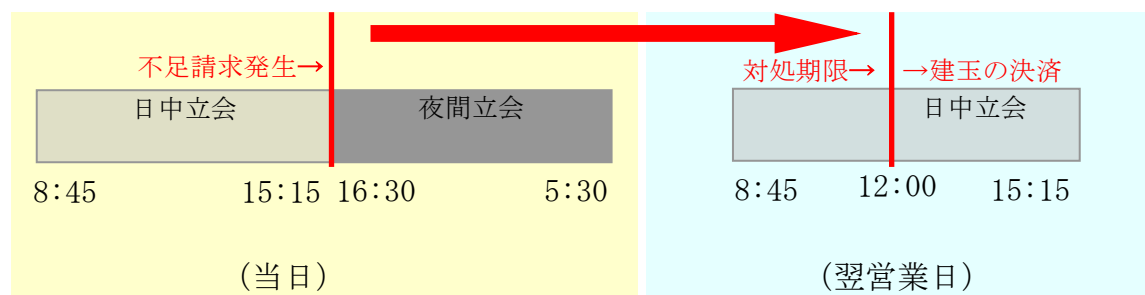 不足請求発生→
対処期限→ →建玉の決済
日中立会 夜間立会 日中立会
8:45 15:15 16:30 5:30 8:45 12:00 15:15
(当日) (翌営業日)